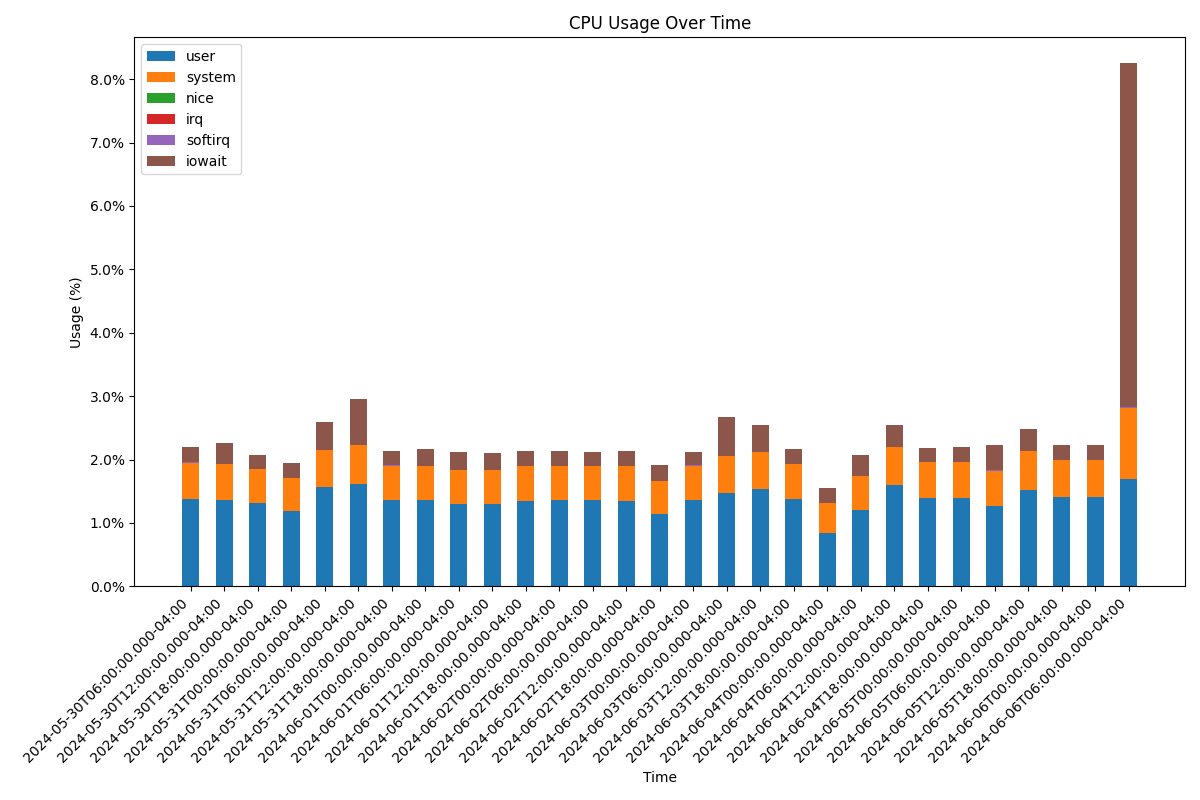 CPU Usage Over Time
user
system
nice
irq
softirq
iowait
8.0%
7.0%
6.0%
5.0%
4.0%
3.0%
2.0%
1.0%
0.0%
Usage (%)
2024-05-30T06:00:00.000-04:00
2024-05-30T12:00:00.000-04:00
2024-05-30T18:00:00.000-04:00
2024-05-31T00:00:00.000-04:00
2024-05-31T06:00:00.000-04:00
2024-05-31T12:00:00.000-04:00
2024-05-31T18:00:00.000-04:00
2024-06-01T00:00:00.000-04:00
2024-06-01T06:00:00.000-04:00
2024-06-01T12:00:00.000-04:00
2024-06-01T18:00:00.000-04:00
2024-06-02T00:00:00.000-04:00
2024-06-02T06:00:00.000-04:00
2024-06-02T12:00:00.000-04:00
2024-06-02T18:00:00.000-04:00
2024-06-03T00:00:00.000-04:00
2024-06-03T06:00:00.000-04:00
2024-06-03T12:00:00.000-04:00
2024-06-03T18:00:00.000-04:00
2024-06-04T00:00:00.000-04:00
2024-06-04T06:00:00.000-04:00
2024-06-04T12:00:00.000-04:00
2024-06-04T18:00:00.000-04:00
2024-06-05T00:00:00.000-04:00
2024-06-05T06:00:00.000-04:00
2024-06-05T12:00:00.000-04:00
2024-06-05T18:00:00.000-04:00
2024-06-06T00:00:00.000-04:00
2024-06-06T06:00:00.000-04:00
Time